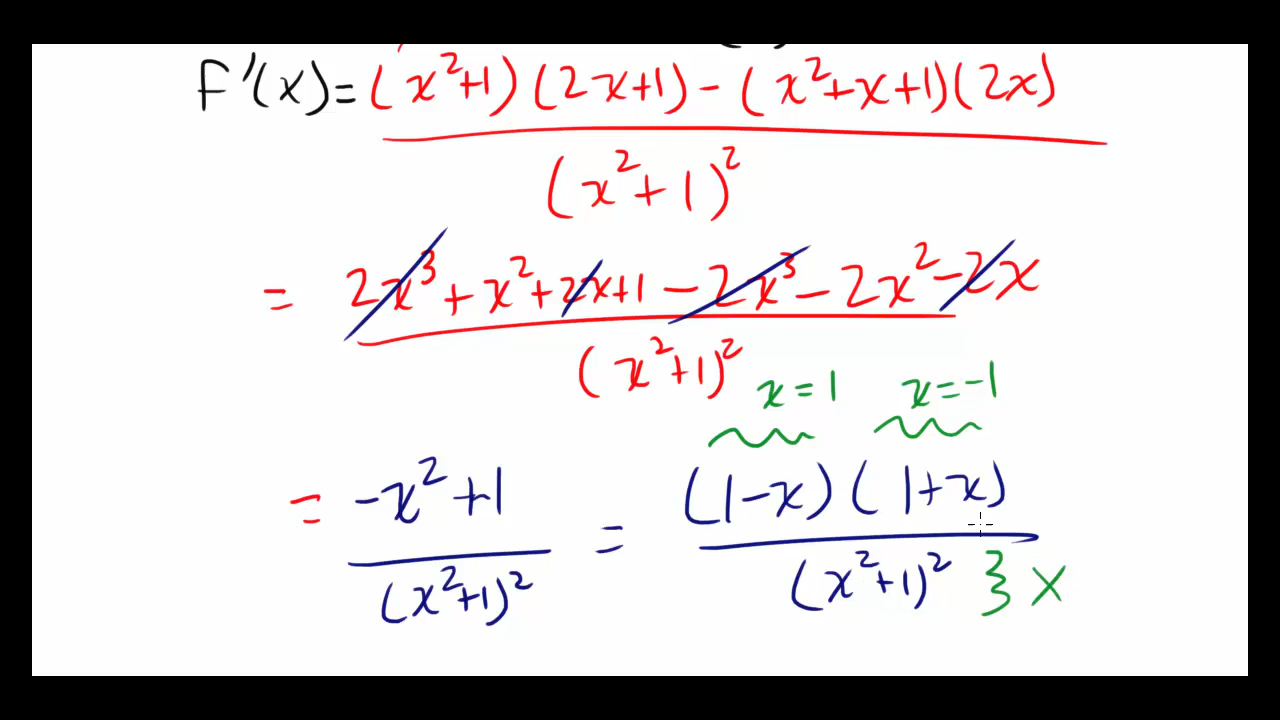 F'(x) = (x²+1)(2x+1) - (x²+x+1)(2x)
(x²+1)²
= 2x³ + x² + 2x + 1 - 2x³ - 2x² - 2x
(x²+1)²
x = 1 x = -1
= -x² + 1 = (1-x)(1+x)
(x²+1)² (x²+1)² } X